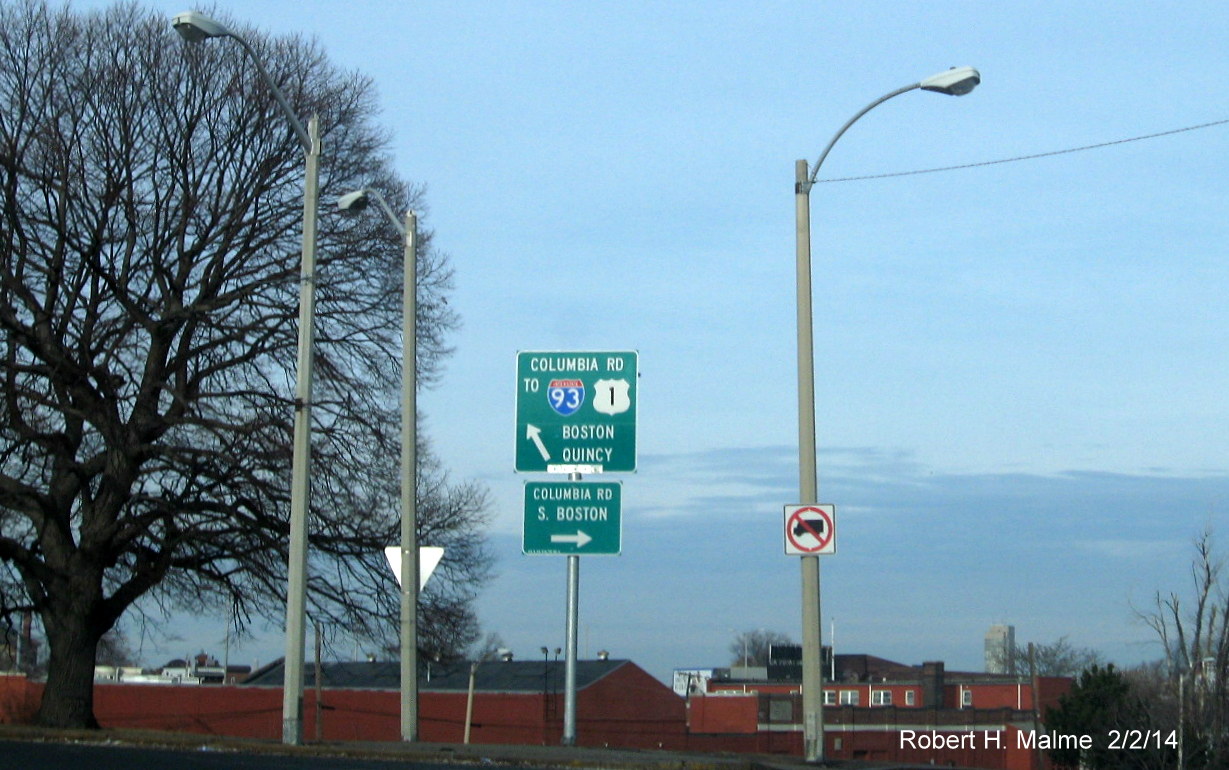 COLUMBIA RD
TO 93 1
BOSTON
QUINCY
COLUMBIA RD
S. BOSTON
Robert H. Malme 2/2/14